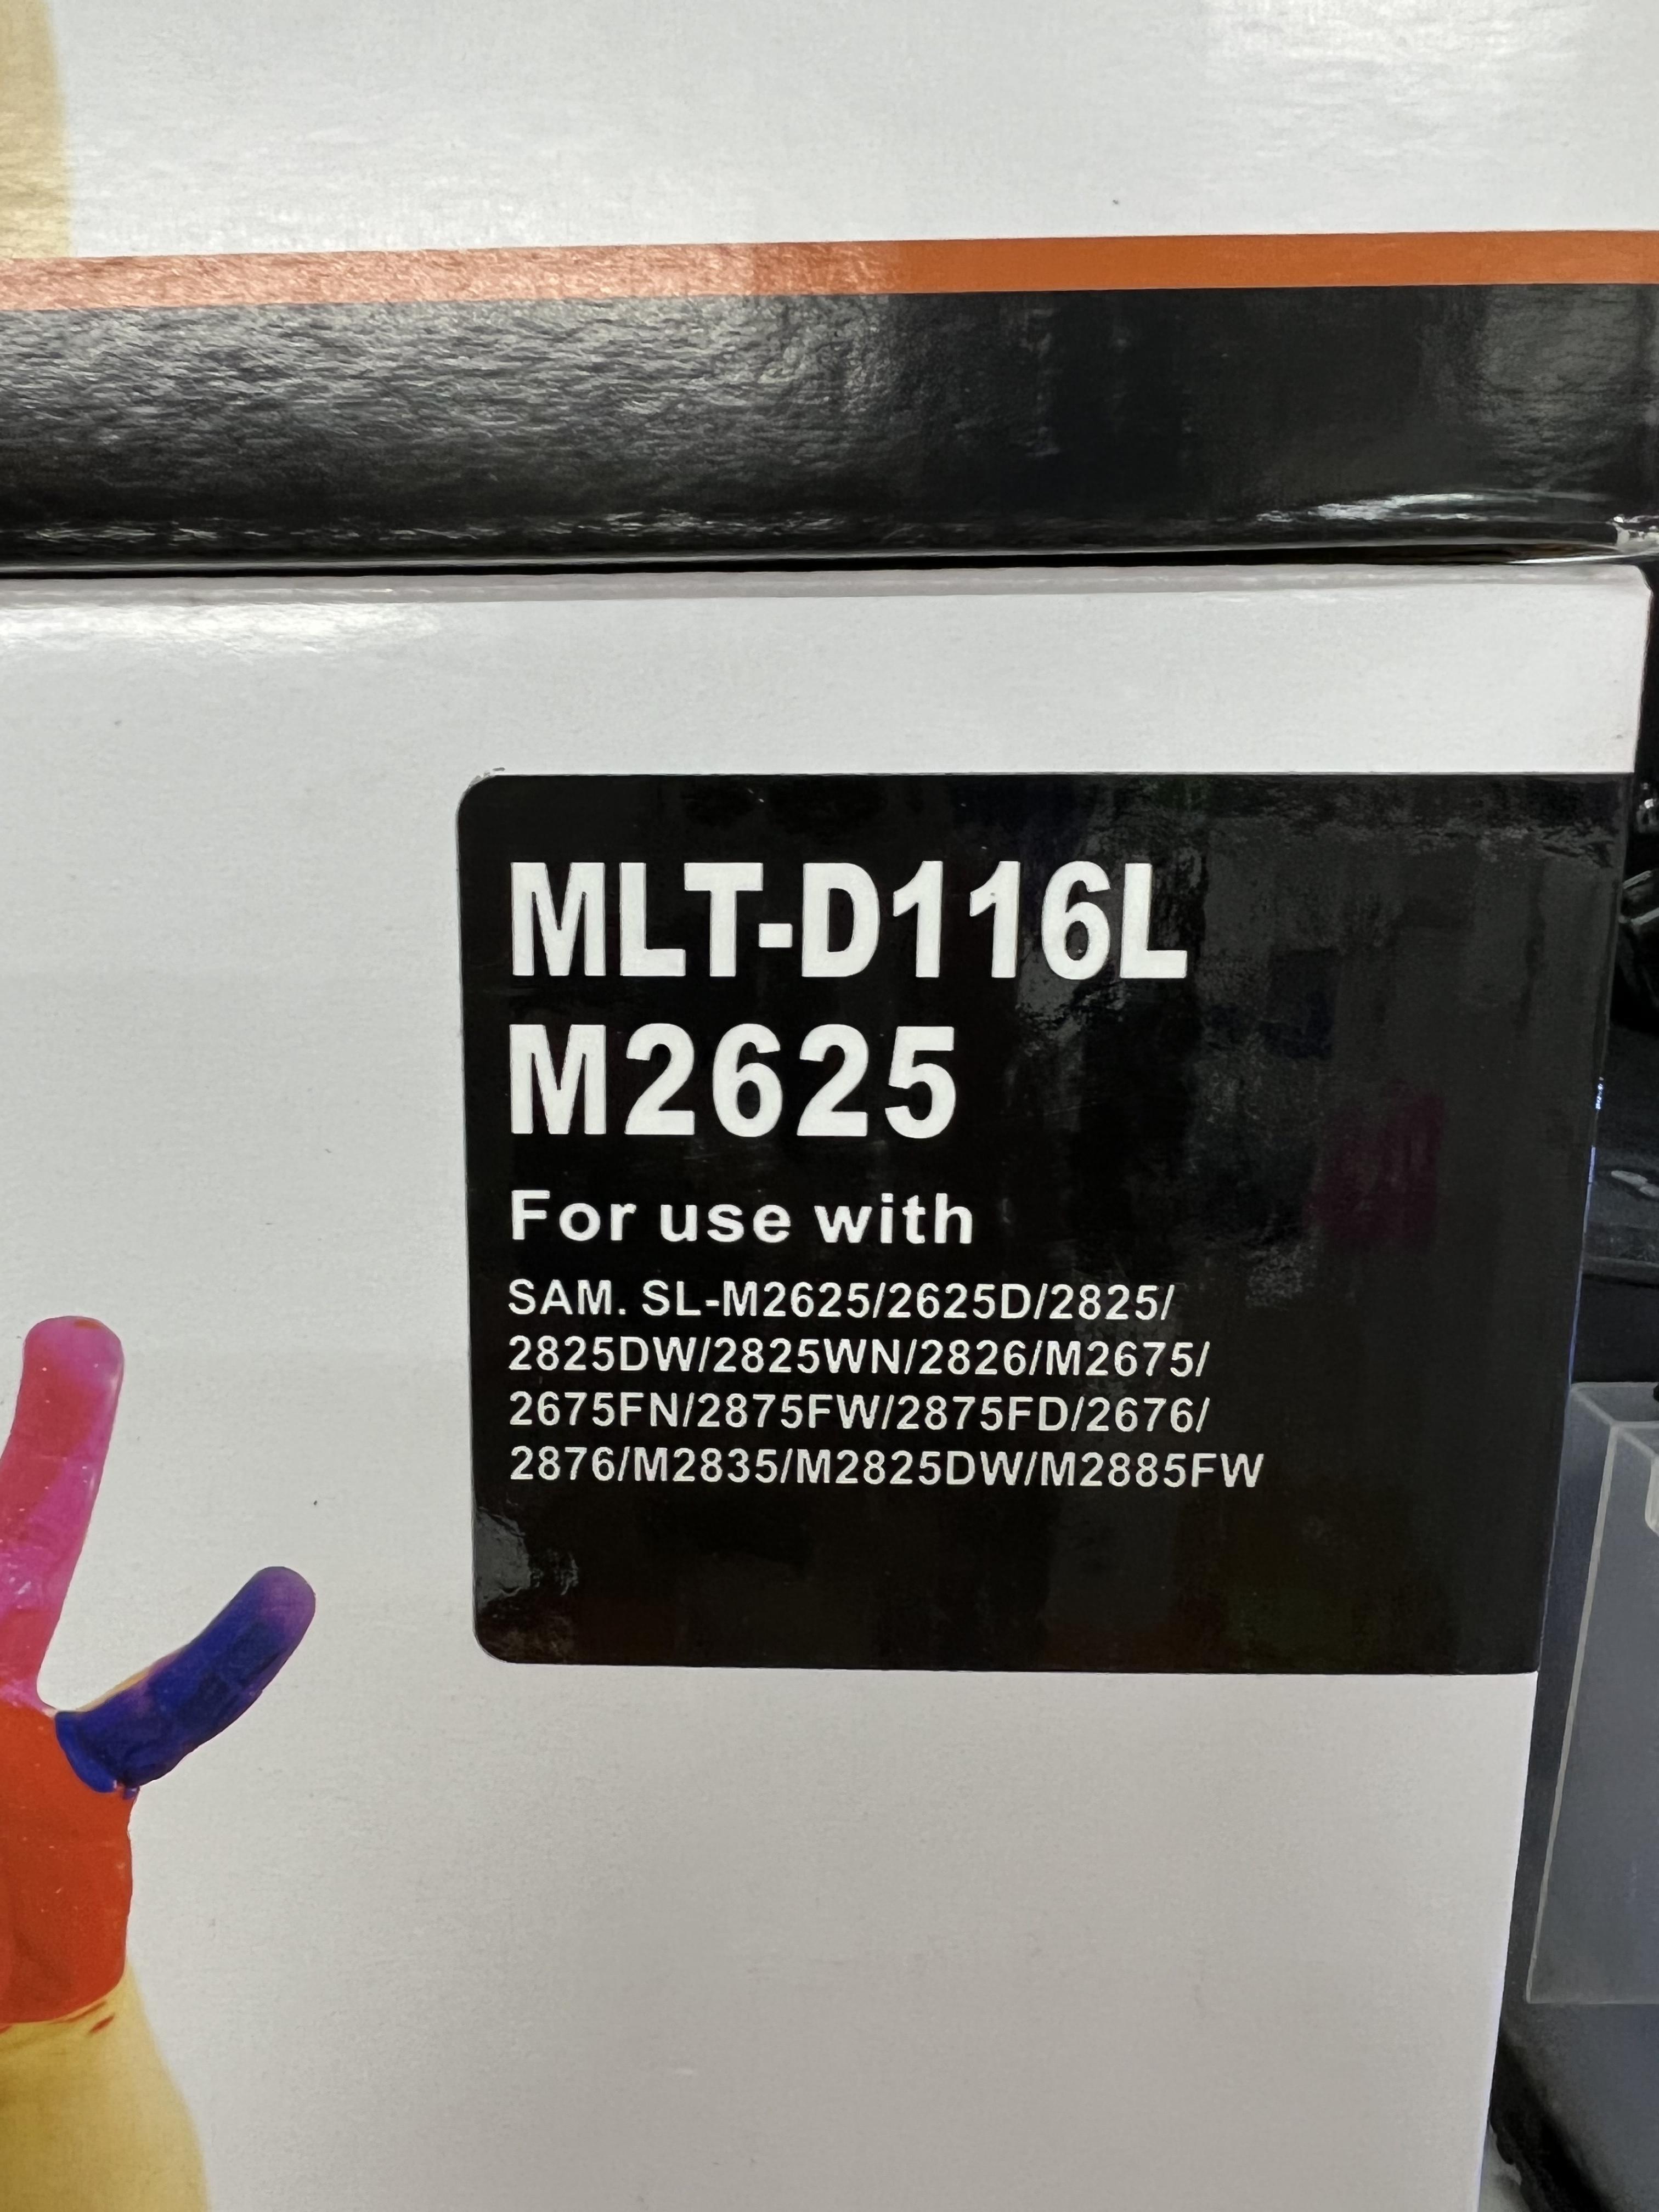 MLT-D116L
M2625
For use with
SAM. SL-M2625/2625D/2825/
2825DW/2825WN/2826/M2675/
2675FN/2875FW/2875FD/2676/
2876/M2835/M2825DW/M2885FW